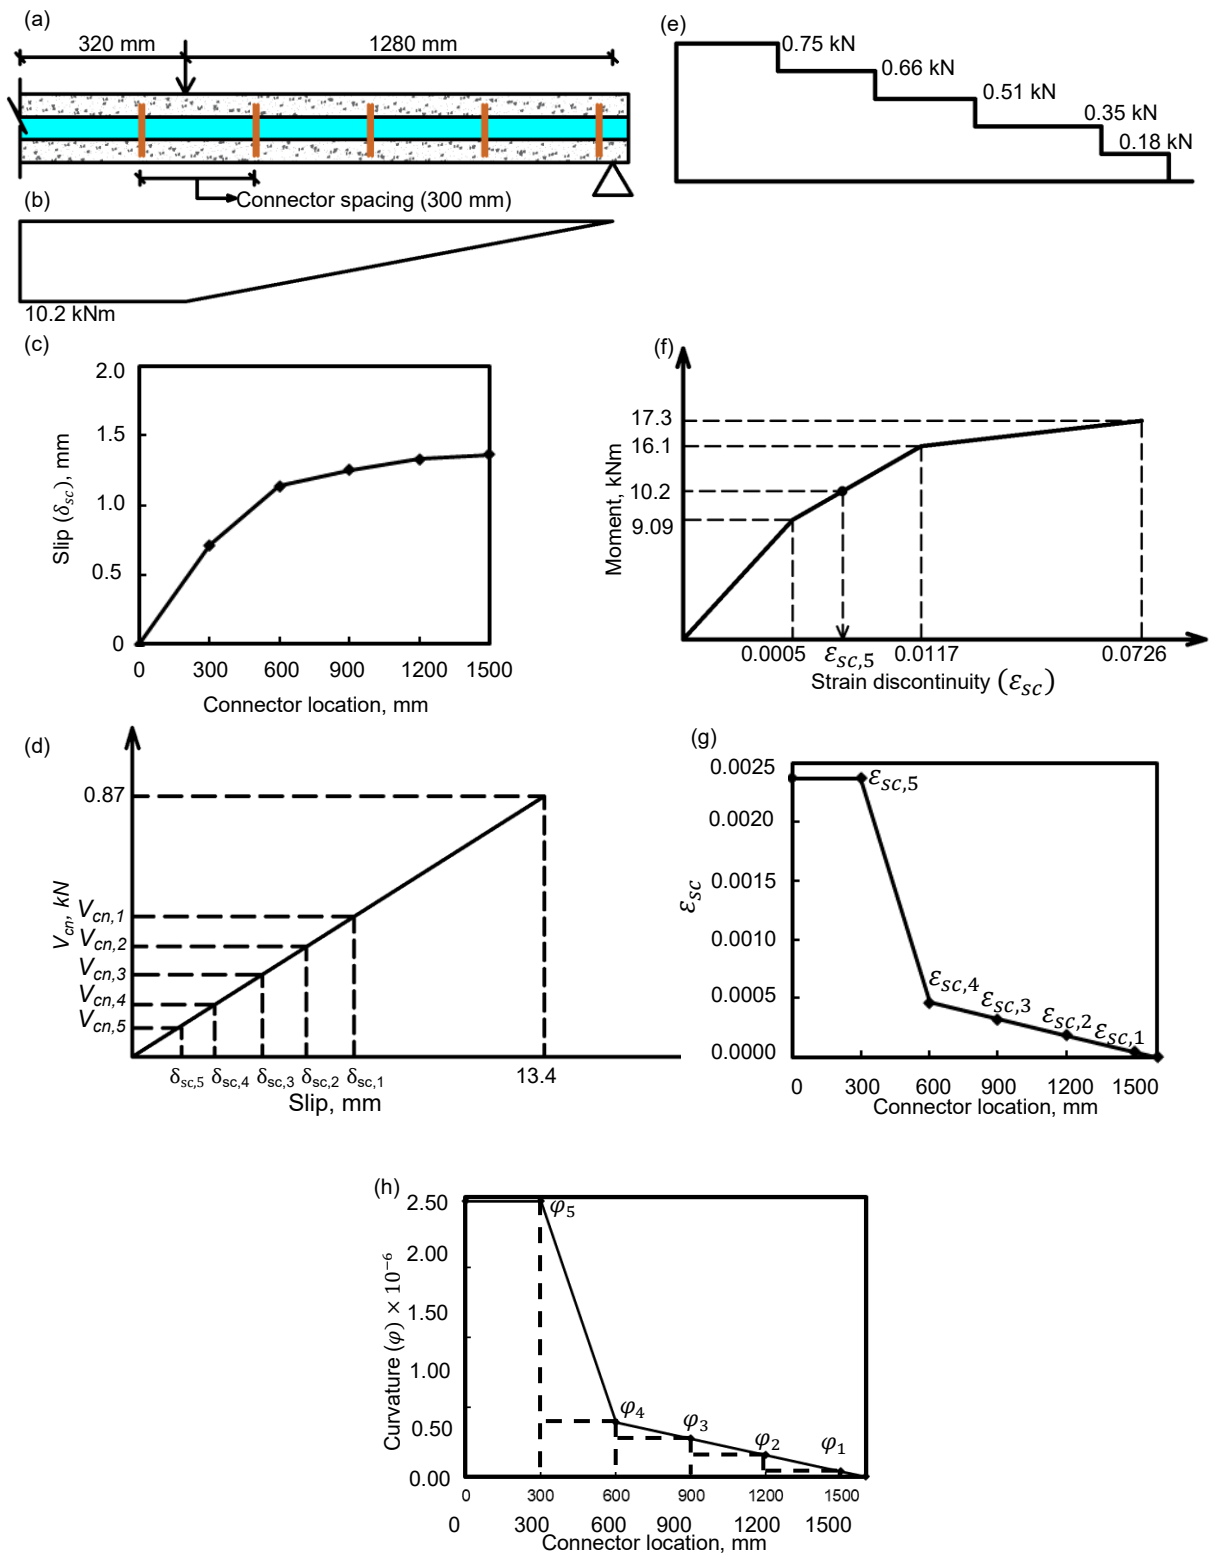 (a)
320 mm
1280 mm
Connector spacing (300 mm)
(b)
10.2 kNm
(c)
2.0
1.5
1.0
0.5
0
Slip (δsc), mm
0 300 600 900 1200 1500
Connector location, mm
(d)
0.87
Vcn,1
Vcn,2
Vcn,3
Vcn,4
Vcn,5
Vcn, kN
δsc,5 δsc,4 δsc,3 δsc,2 δsc,1 13.4
Slip, mm
(e)
0.75 kN
0.66 kN
0.51 kN
0.35 kN
0.18 kN
(f)
17.3
16.1
10.2
9.09
Moment, kNm
0.0005 εsc,5 0.0117 0.0726
Strain discontinuity (εsc)
(g)
0.0025
0.0020
0.0015
0.0010
0.0005
0.0000
εsc
εsc,5
εsc,4
εsc,3
εsc,2
εsc,1
0 300 600 900 1200 1500
Connector location, mm
(h)
2.50
2.00
1.50
1.00
0.50
0.00
Curvature (φ) × 10⁻⁶
φ5
φ4
φ3
φ2
φ1
0 300 600 900 1200 1500
0 300 600 900 1200 1500
Connector location, mm